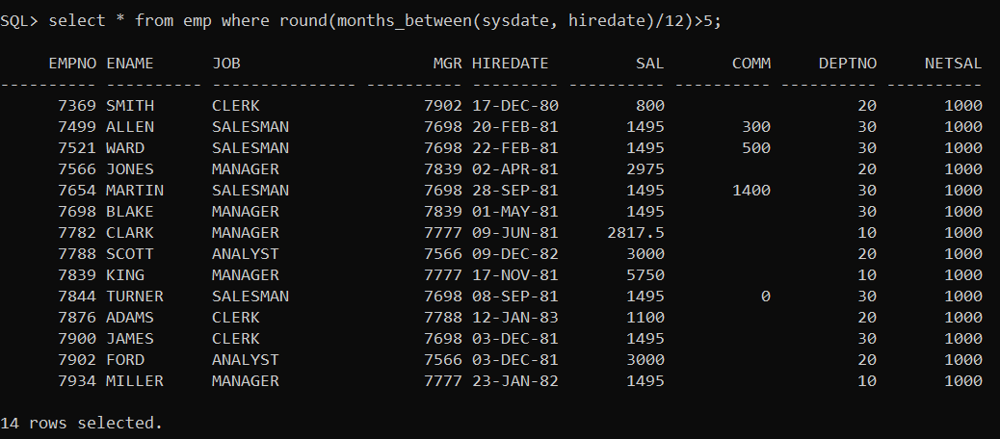 SQL> select * from emp where round(months_between(sysdate, hiredate)/12)>5;
     EMPNO ENAME      JOB                    MGR HIREDATE         SAL       COMM     DEPTNO     NETSAL
---------- ---------- --------------- ---------- --------- ---------- ---------- ---------- ----------
      7369 SMITH      CLERK                 7902 17-DEC-80        800                    20       1000
      7499 ALLEN      SALESMAN              7698 20-FEB-81       1495        300         30       1000
      7521 WARD       SALESMAN              7698 22-FEB-81       1495        500         30       1000
      7566 JONES      MANAGER               7839 02-APR-81       2975                    20       1000
      7654 MARTIN     SALESMAN              7698 28-SEP-81       1495       1400         30       1000
      7698 BLAKE      MANAGER               7839 01-MAY-81       1495                    30       1000
      7782 CLARK      MANAGER               7777 09-JUN-81     2817.5                    10       1000
      7788 SCOTT      ANALYST               7566 09-DEC-82       3000                    20       1000
      7839 KING       MANAGER               7777 17-NOV-81       5750                    10       1000
      7844 TURNER     SALESMAN              7698 08-SEP-81       1495          0         30       1000
      7876 ADAMS      CLERK                 7788 12-JAN-83       1100                    20       1000
      7900 JAMES      CLERK                 7698 03-DEC-81       1495                    30       1000
      7902 FORD       ANALYST               7566 03-DEC-81       3000                    20       1000
      7934 MILLER     MANAGER               7777 23-JAN-82       1495                    10       1000
14 rows selected.